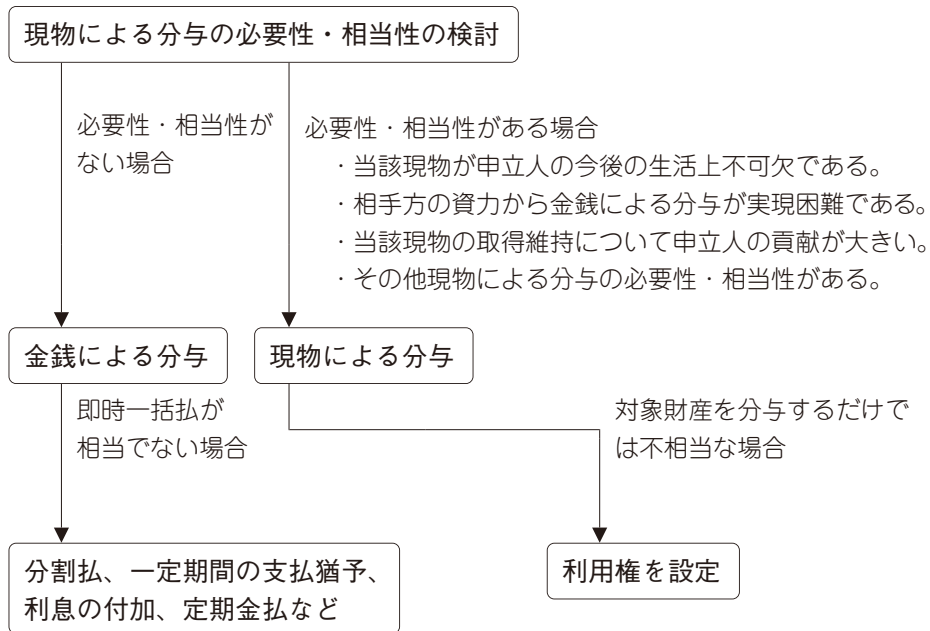 現物による分与の必要性・相当性の検討
必要性・相当性が
ない場合
必要性・相当性がある場合
・当該現物が申立人の今後の生活上不可欠である。
・相手方の資力から金銭による分与が実現困難である。
・当該現物の取得維持について申立人の貢献が大きい。
・その他現物による分与の必要性・相当性がある。
金銭による分与
現物による分与
即時一括払が
相当でない場合
対象財産を分与するだけで
は不相当な場合
分割払、一定期間の支払猶予、
利息の付加、定期金払など
利用権を設定